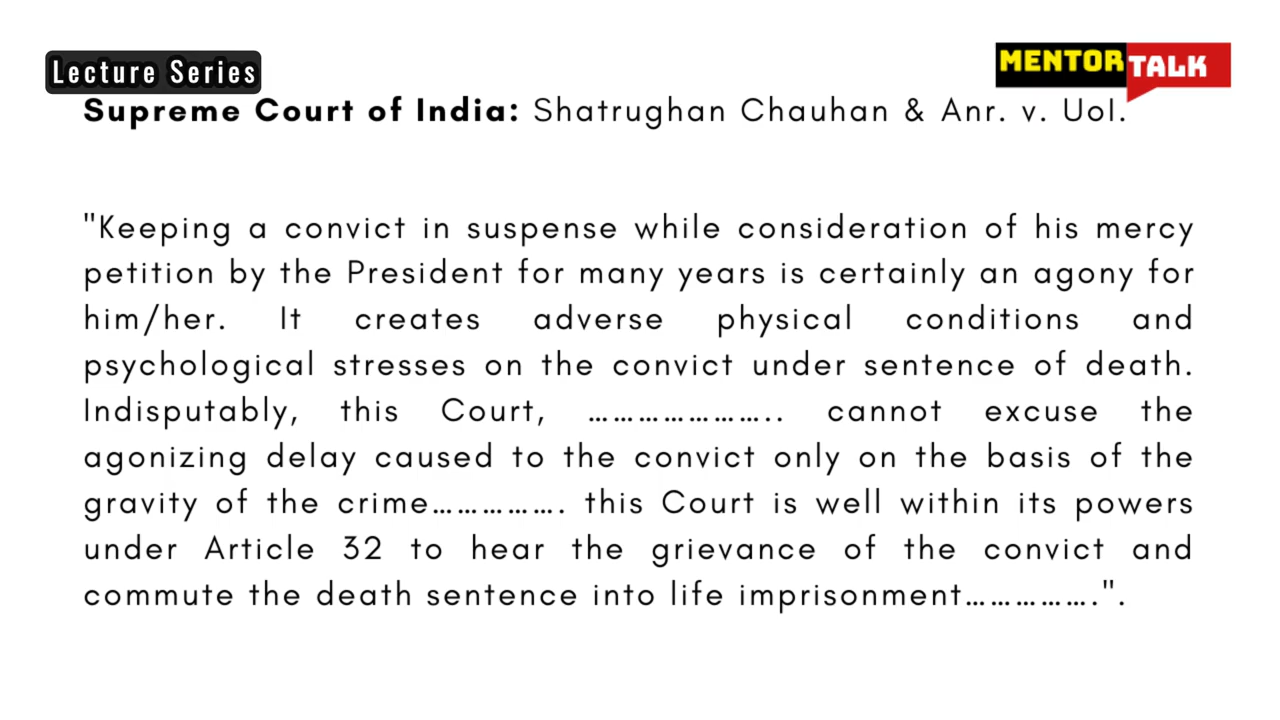 Lecture Series
MENTOR TALK
Supreme Court of India: Shatrughan Chauhan & Anr. v. UoI.
"Keeping a convict in suspense while consideration of his mercy
petition by the President for many years is certainly an agony for
him/her. It creates adverse physical conditions and
psychological stresses on the convict under sentence of death.
Indisputably, this Court, ………………….. cannot excuse the
agonizing delay caused to the convict only on the basis of the
gravity of the crime……………. this Court is well within its powers
under Article 32 to hear the grievance of the convict and
commute the death sentence into life imprisonment…………….".